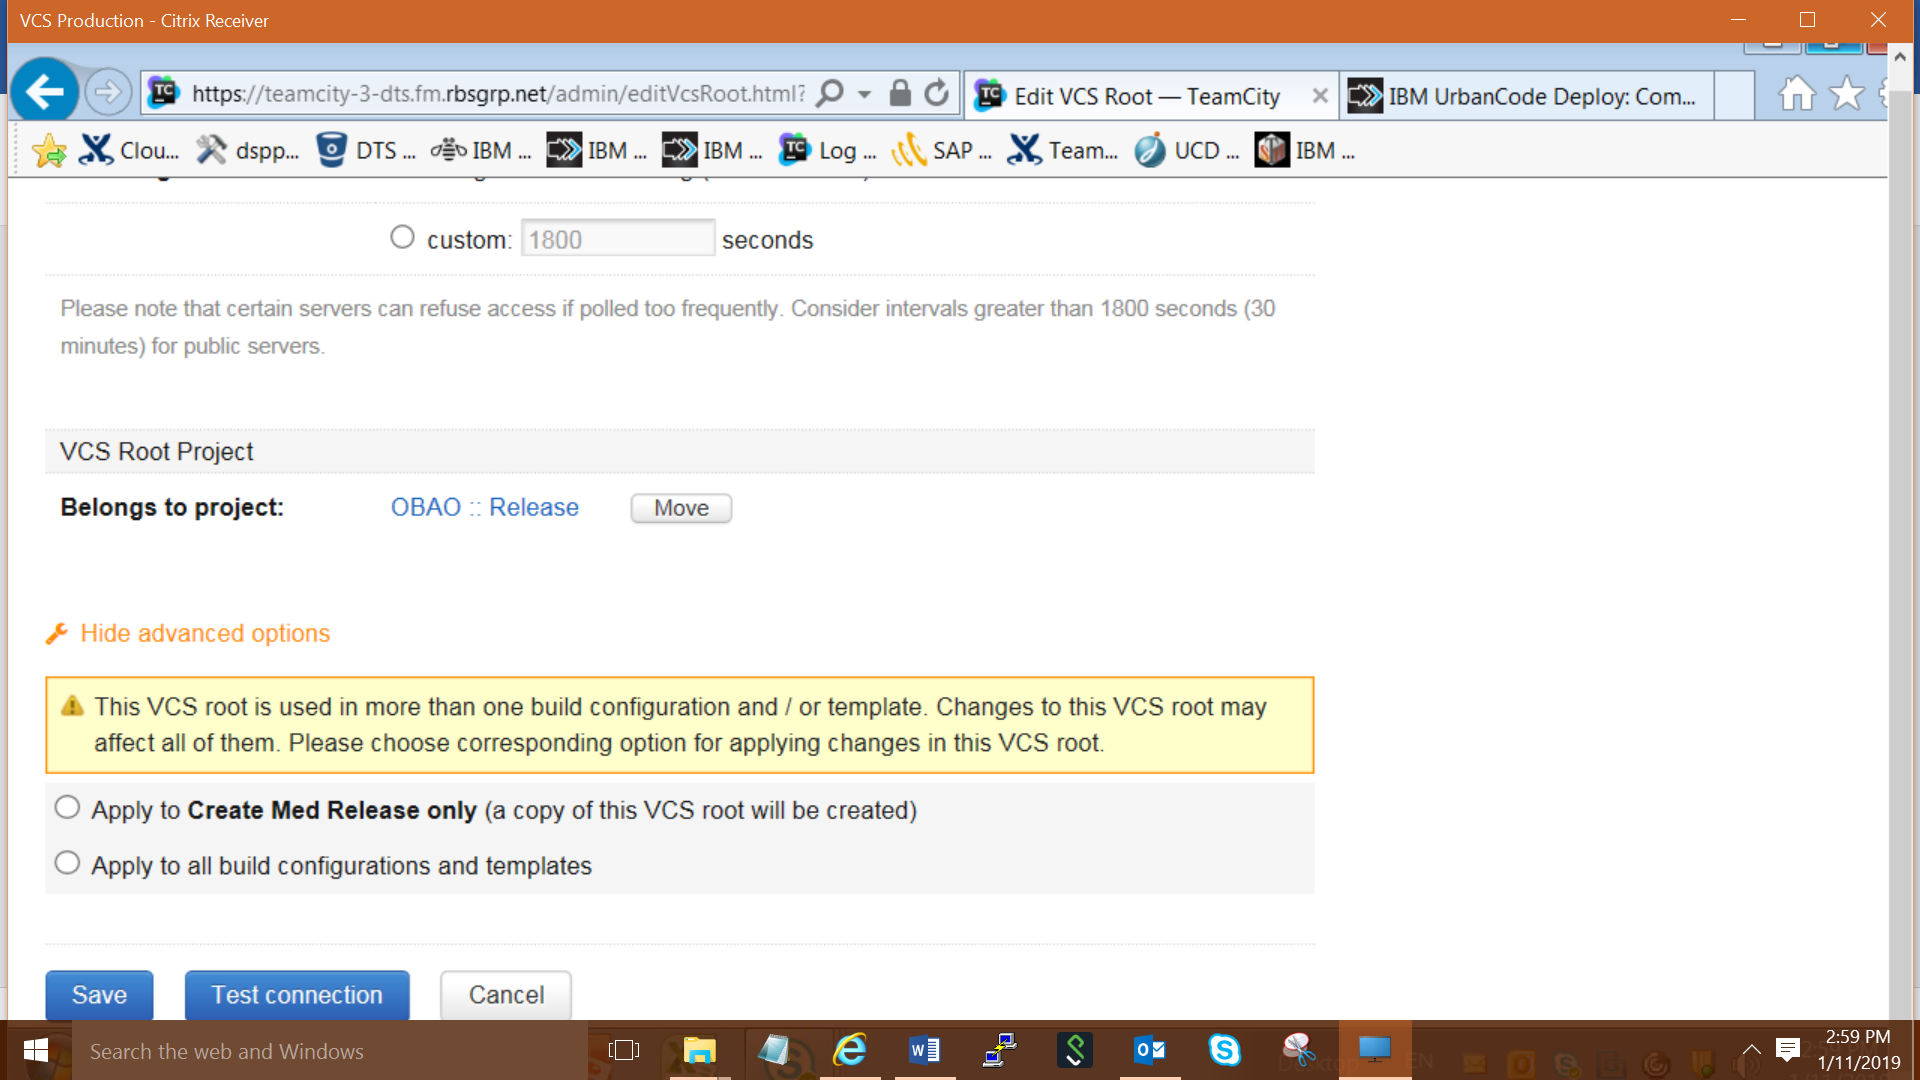 VCS Production - Citrix Receiver
https://teamcity-3-dts.fm.rbsgrp.net/admin/editVcsRoot.html?
Edit VCS Root — TeamCity
IBM UrbanCode Deploy: Com...
Clou... dspp... DTS ... IBM ... IBM ... IBM ... Log ... SAP ... Team... UCD ... IBM ...
custom: 1800 seconds
Please note that certain servers can refuse access if polled too frequently. Consider intervals greater than 1800 seconds (30
minutes) for public servers.
VCS Root Project
Belongs to project: OBAO :: Release Move
Hide advanced options
This VCS root is used in more than one build configuration and / or template. Changes to this VCS root may
affect all of them. Please choose corresponding option for applying changes in this VCS root.
Apply to Create Med Release only (a copy of this VCS root will be created)
Apply to all build configurations and templates
Save Test connection Cancel
Search the web and Windows
2:59 PM
1/11/2019